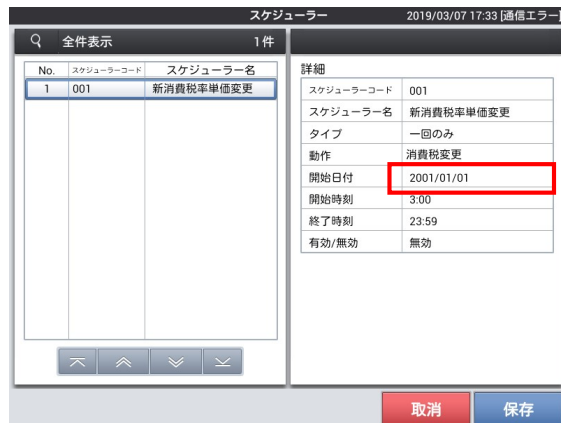 スケジューラー
2019/03/07 17:33 [通信エラー]
全件表示 1件
No. スケジューラーコード スケジューラー名
1 001 新消費税率単価変更
詳細
スケジューラーコード 001
スケジューラー名 新消費税率単価変更
タイプ 一回のみ
動作 消費税変更
開始日付 2001/01/01
開始時刻 3:00
終了時刻 23:59
有効/無効 無効
取消 保存